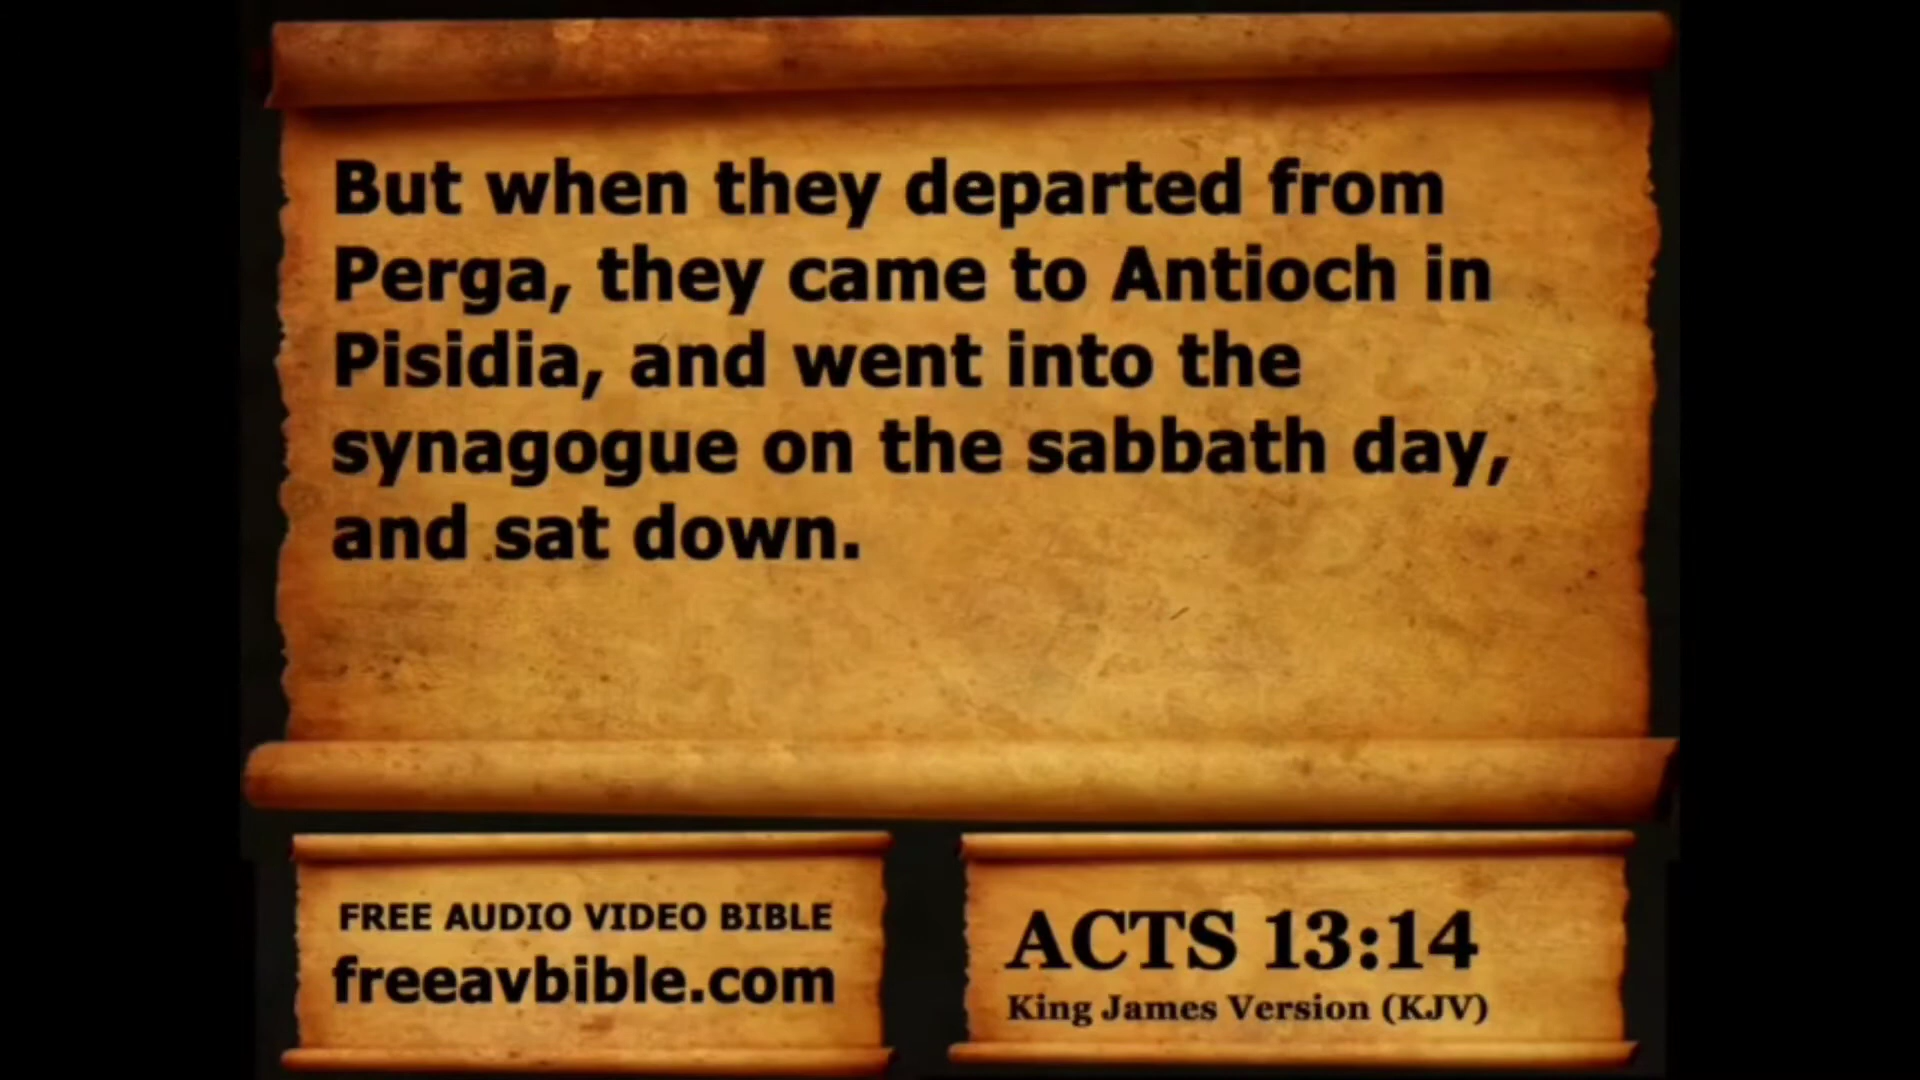 But when they departed from
Perga, they came to Antioch in
Pisidia, and went into the
synagogue on the sabbath day,
and sat down.
FREE AUDIO VIDEO BIBLE
freeavbible.com
ACTS 13:14
King James Version (KJV)